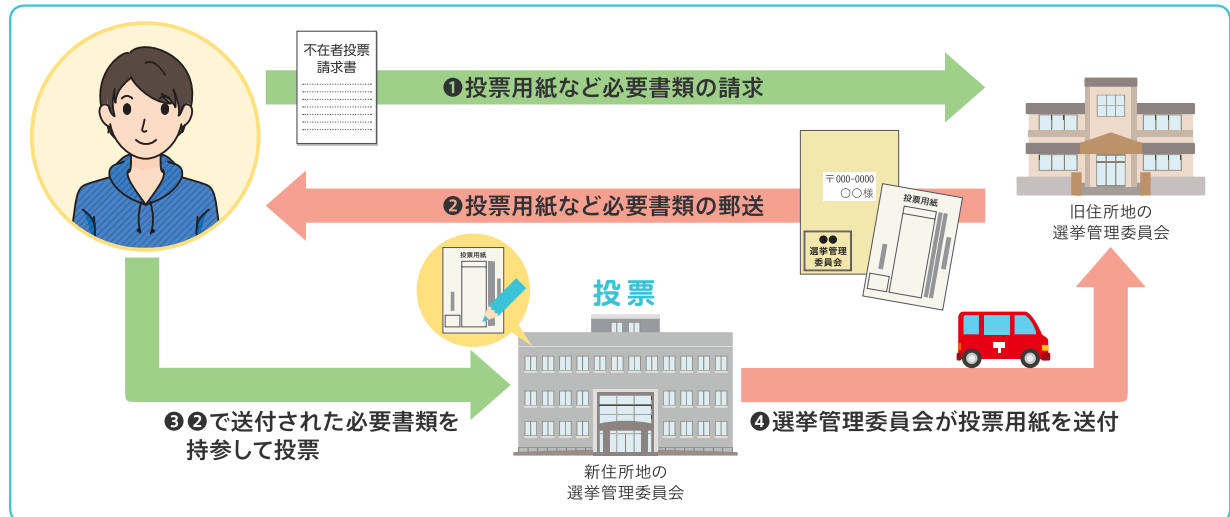 不在者投票
請求書
❶投票用紙など必要書類の請求
〒000-0000
○○様
●●
選挙管理
委員会
投票用紙
❷投票用紙など必要書類の郵送
旧住所地の
選挙管理委員会
投票用紙
投票
❸❷で送付された必要書類を
持参して投票
新住所地の
選挙管理委員会
〒
❹選挙管理委員会が投票用紙を送付